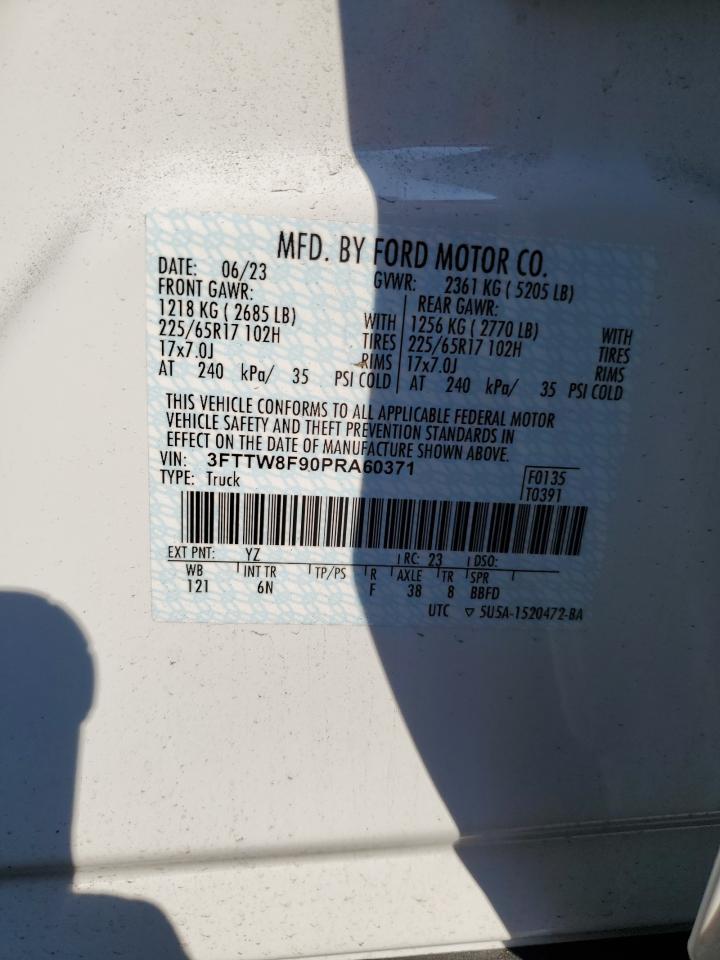 MFD. BY FORD MOTOR CO.
DATE: 06/23 GVWR: 2361 KG ( 5205 LB)
FRONT GAWR: REAR GAWR:
1218 KG ( 2685 LB) WITH 1256 KG ( 2770 LB) WITH
225/65R17 102H TIRES 225/65R17 102H TIRES
17x7.0J RIMS 17x7.0J RIMS
AT 240 kPa/ 35 PSI COLD AT 240 kPa/ 35 PSI COLD
THIS VEHICLE CONFORMS TO ALL APPLICABLE FEDERAL MOTOR
VEHICLE SAFETY AND THEFT PREVENTION STANDARDS IN
EFFECT ON THE DATE OF MANUFACTURE SHOWN ABOVE.
VIN: 3FTTW8F90PRA60371 F0135
TYPE: Truck T0391
EXT PNT: YZ RC: 23 DSO:
WB INT TR TP/PS R AXLE TR SPR
121 6N F 38 8 BBFD
UTC ▽ 5U5A-1520472-BA